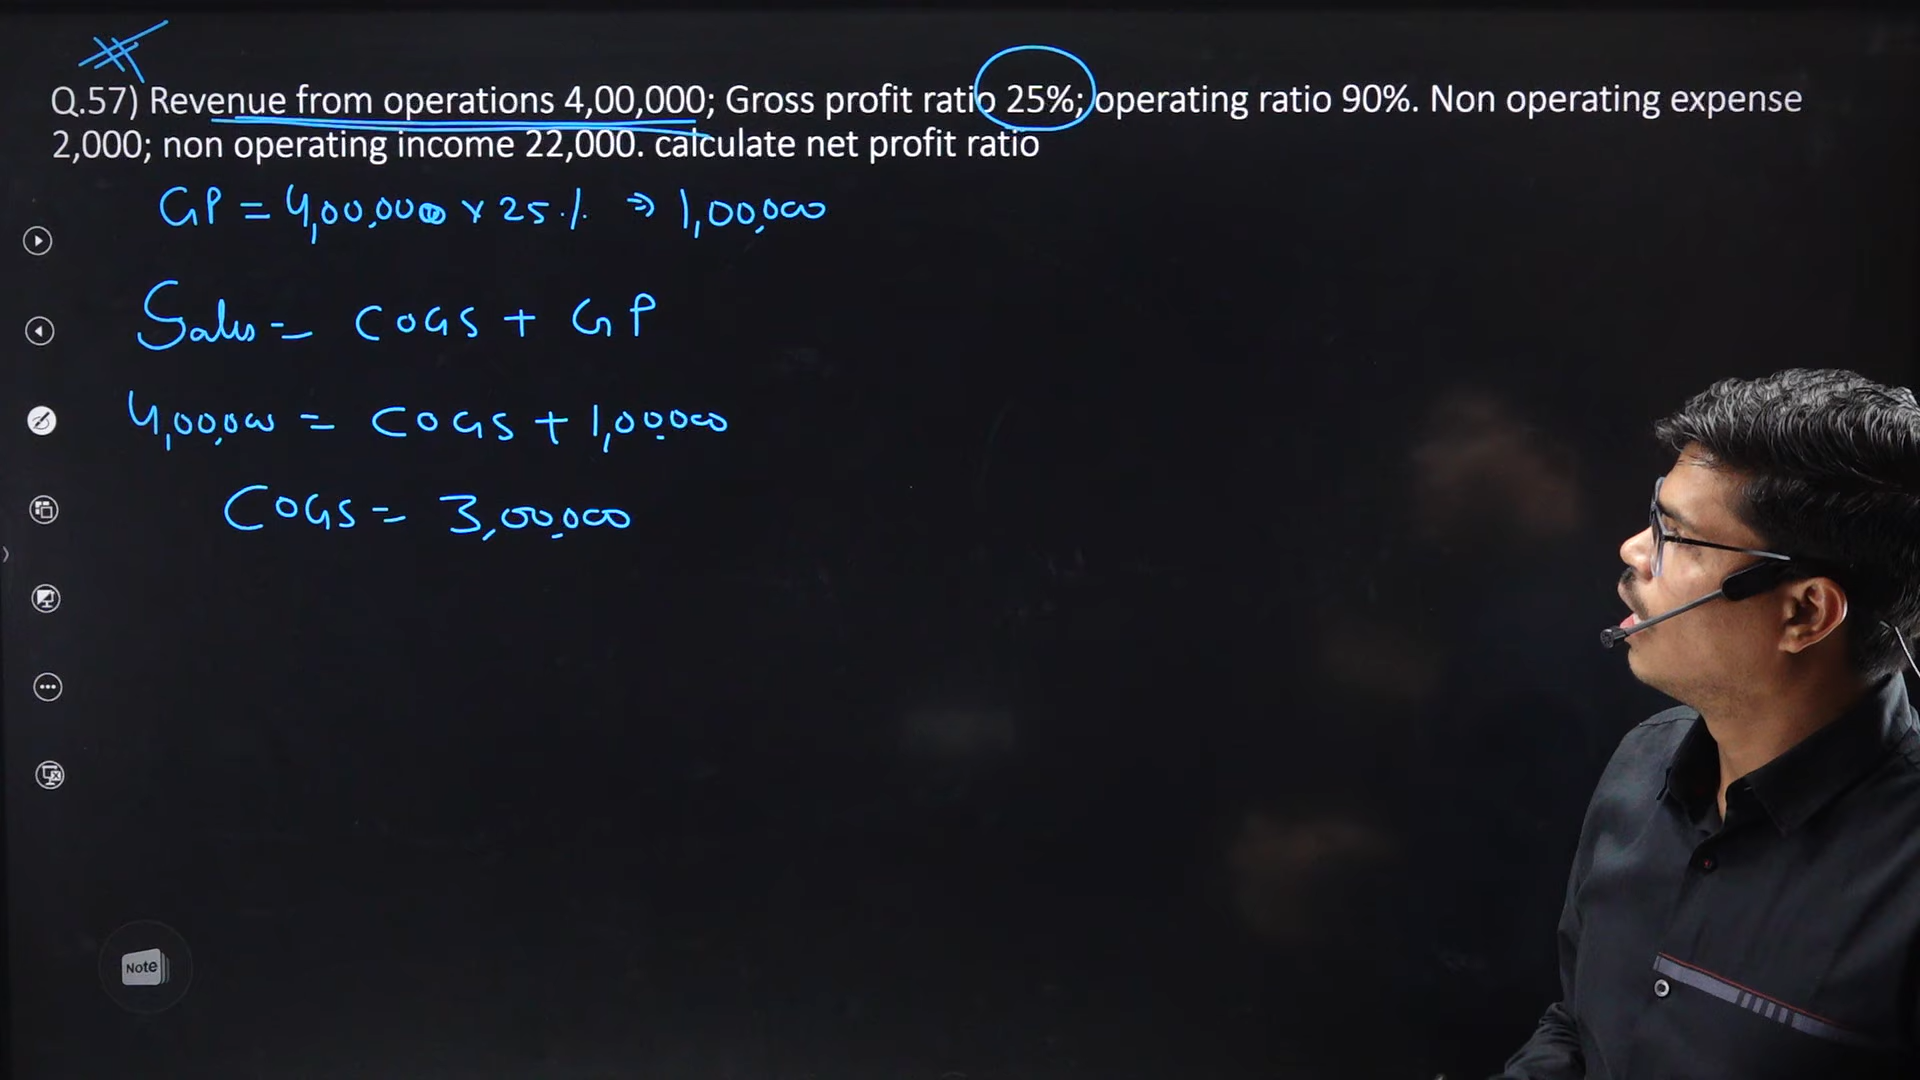 Q.57) Revenue from operations 4,00,000; Gross profit ratio 25%; operating ratio 90%. Non operating expense
2,000; non operating income 22,000. calculate net profit ratio
GP = 4,00,000 x 25% ⇒ 1,00,000
Sales = COGS + GP
4,00,000 = COGS + 1,00,000
COGS = 3,00,000
Note